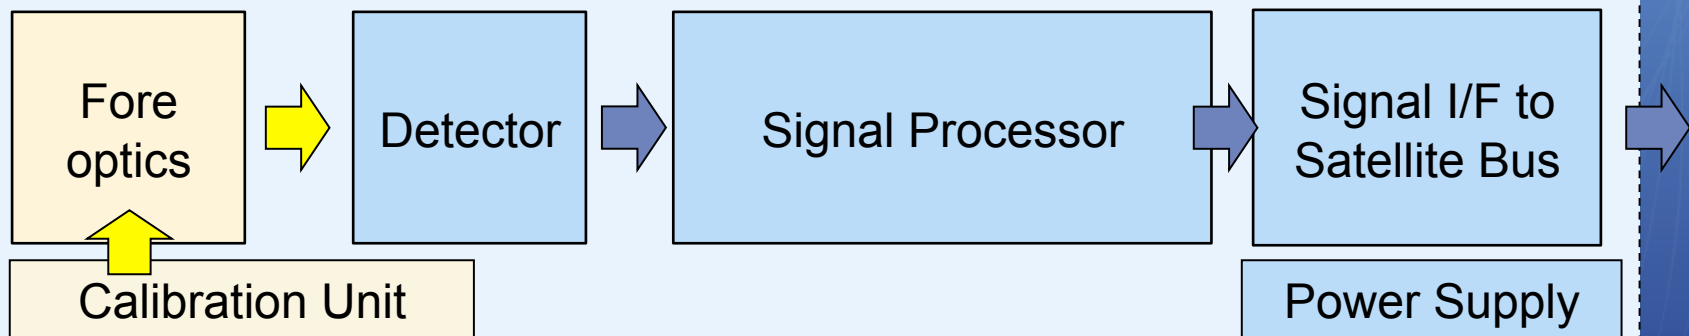 Fore
optics
Detector
Signal Processor
Signal I/F to
Satellite Bus
Calibration Unit
Power Supply